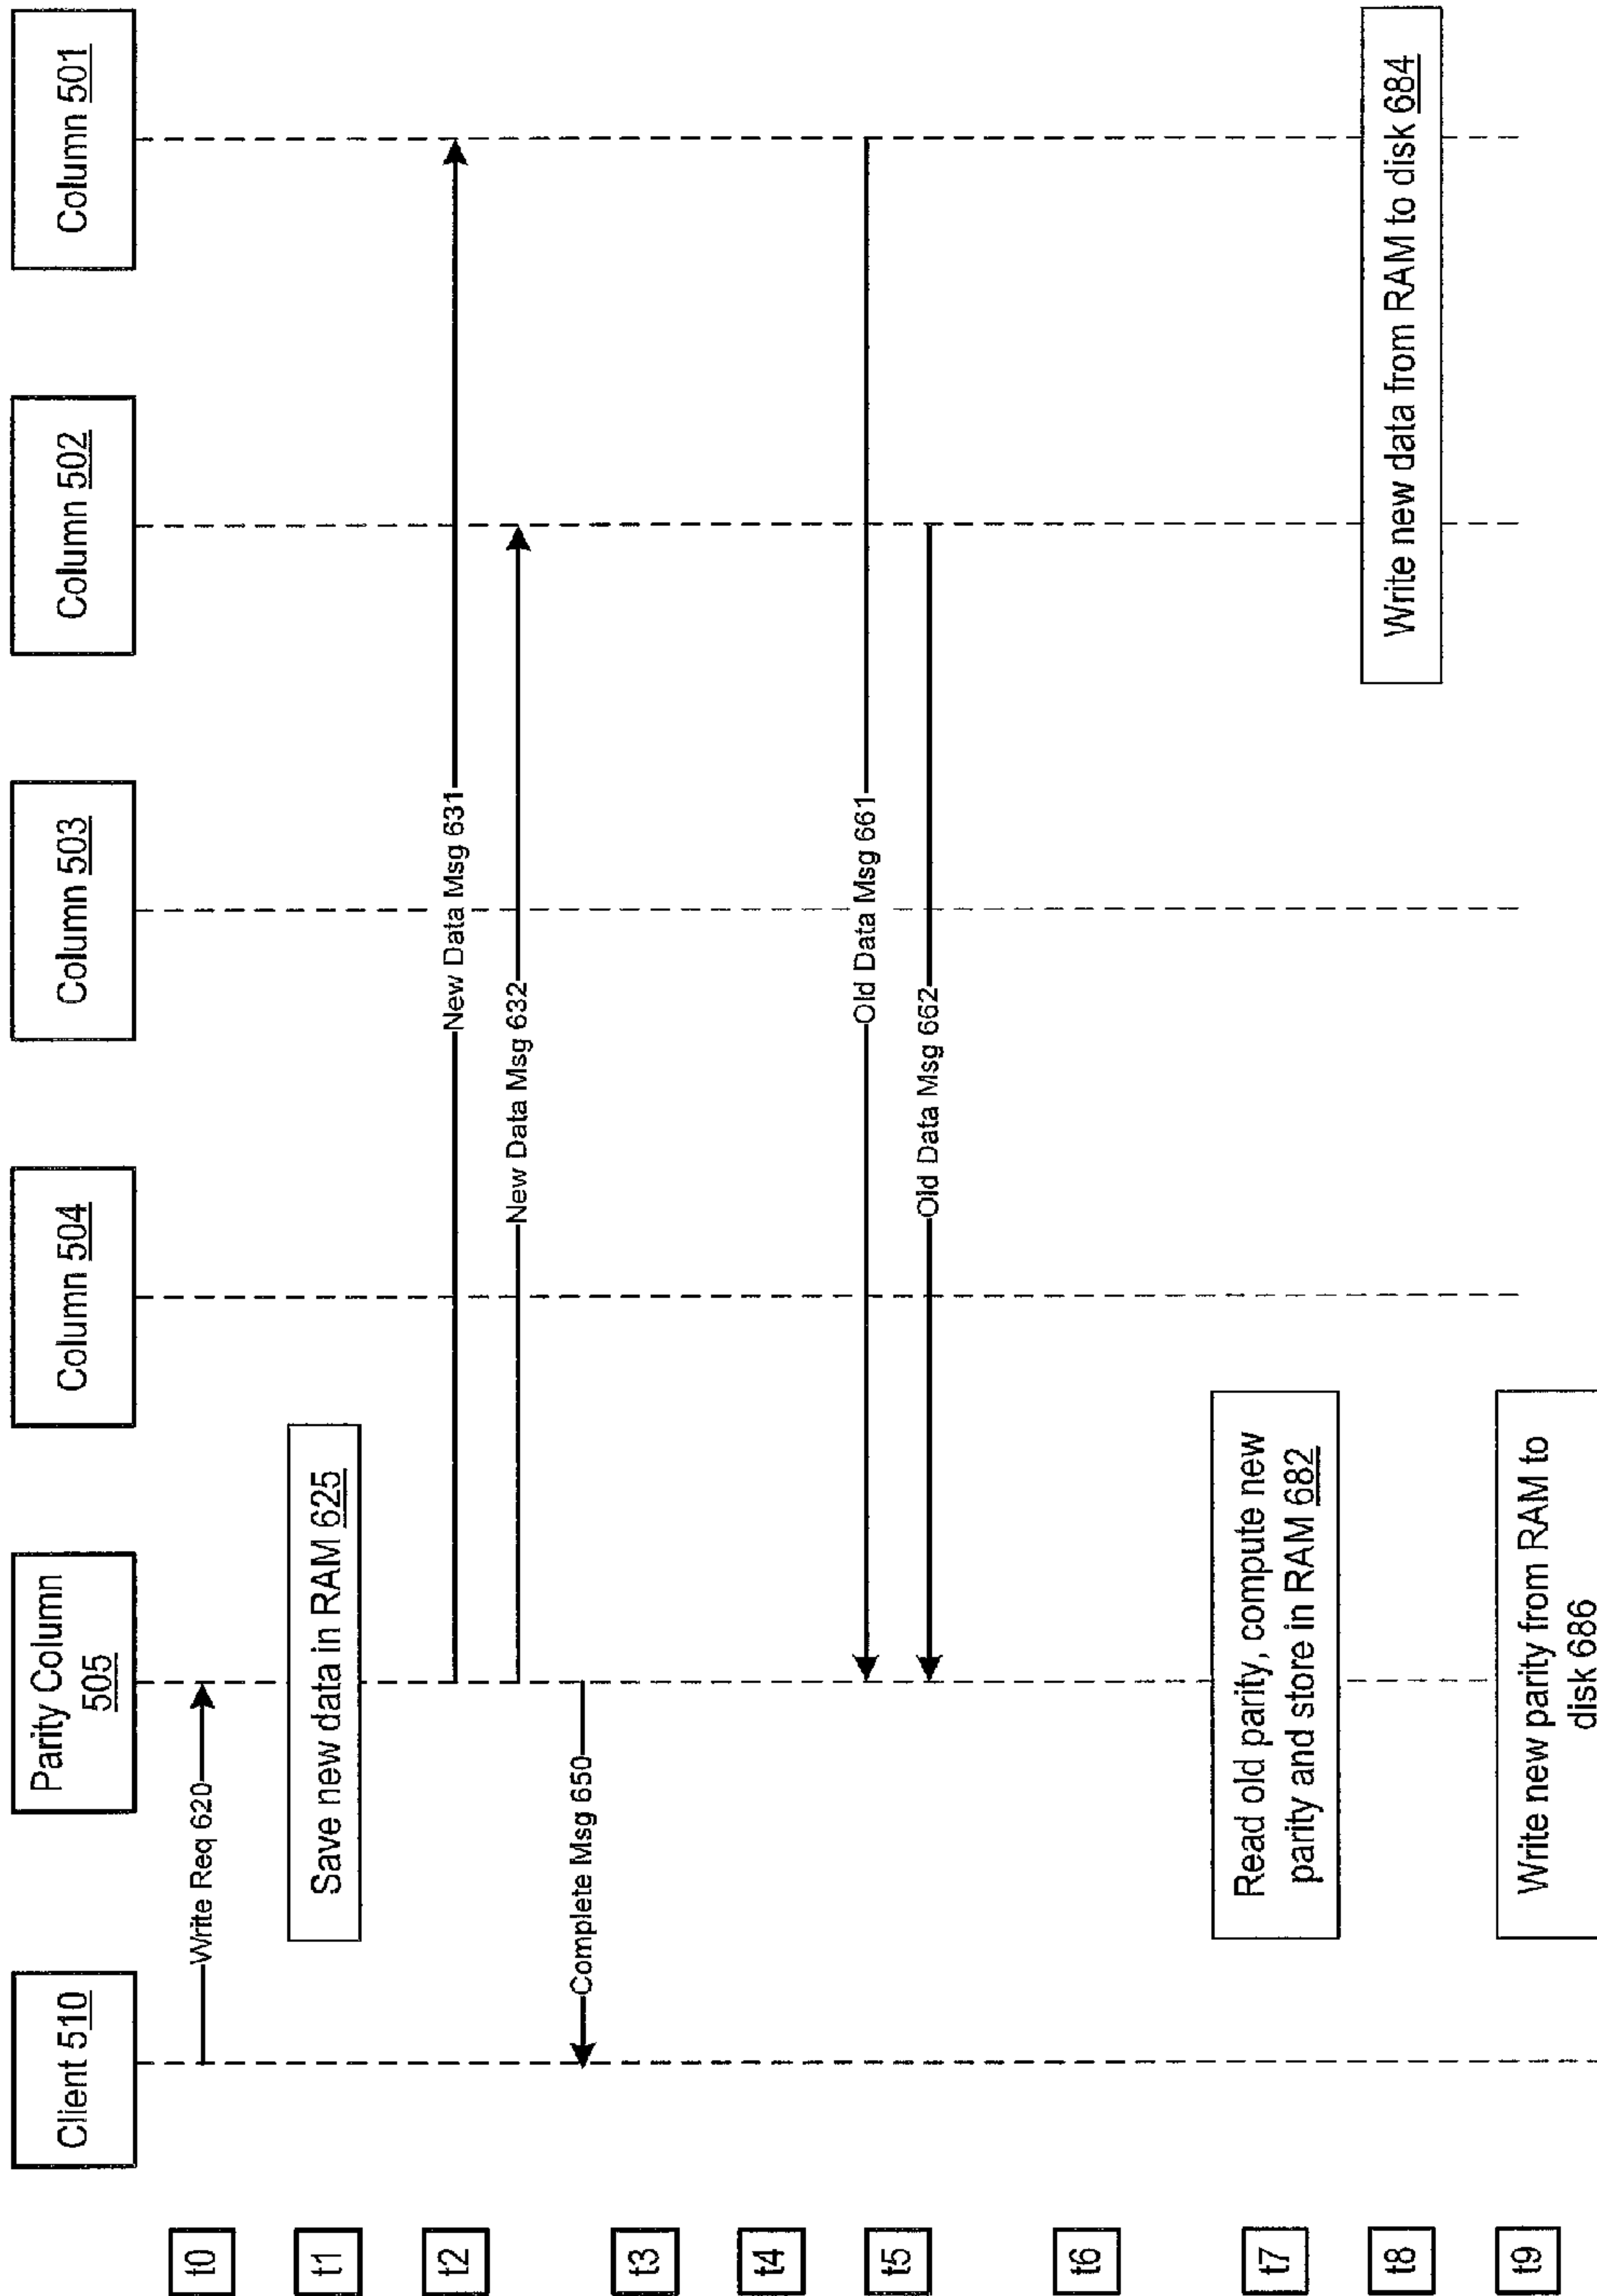 Client 510
Parity Column
505
Column 504
Column 503
Column 502
Column 501
t0
Write Req 620
t1
Save new data in RAM 625
t2
New Data Msg 631
New Data Msg 632
Complete Msg 650
t3
t4
t5
Old Data Msg 661
Old Data Msg 662
t6
t7
Read old parity, compute new
parity and store in RAM 682
t8
Write new data from RAM to disk 684
t9
Write new parity from RAM to
disk 686